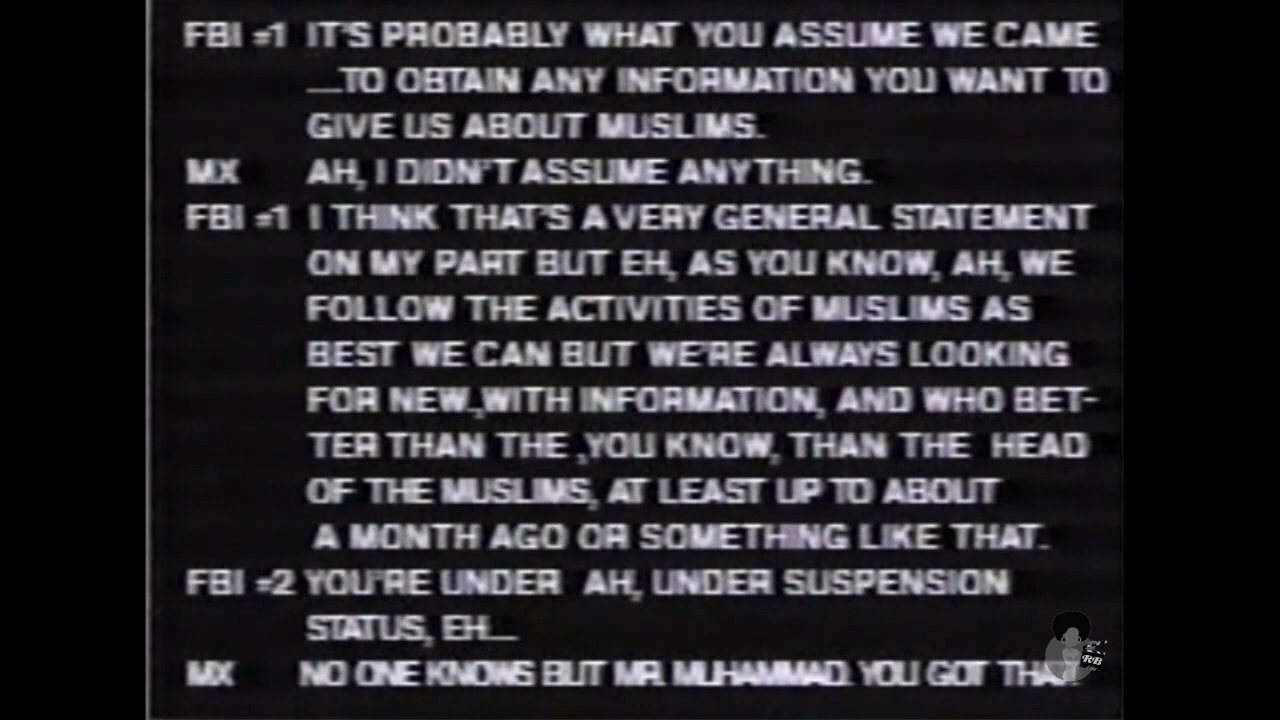 FBI #1 IT'S PROBABLY WHAT YOU ASSUME WE CAME
....TO OBTAIN ANY INFORMATION YOU WANT TO
GIVE US ABOUT MUSLIMS.
MX AH, I DIDN'T ASSUME ANYTHING.
FBI #1 I THINK THAT'S A VERY GENERAL STATEMENT
ON MY PART BUT EH, AS YOU KNOW, AH, WE
FOLLOW THE ACTIVITIES OF MUSLIMS AS
BEST WE CAN BUT WE'RE ALWAYS LOOKING
FOR NEW.,WITH INFORMATION, AND WHO BET-
TER THAN THE ,YOU KNOW, THAN THE HEAD
OF THE MUSLIMS, AT LEAST UP TO ABOUT
A MONTH AGO OR SOMETHING LIKE THAT.
FBI #2 YOU'RE UNDER AH, UNDER SUSPENSION
STATUS, EH....
MX NO ONE KNOWS BUT MR. MUHAMMAD. YOU GOT
RB